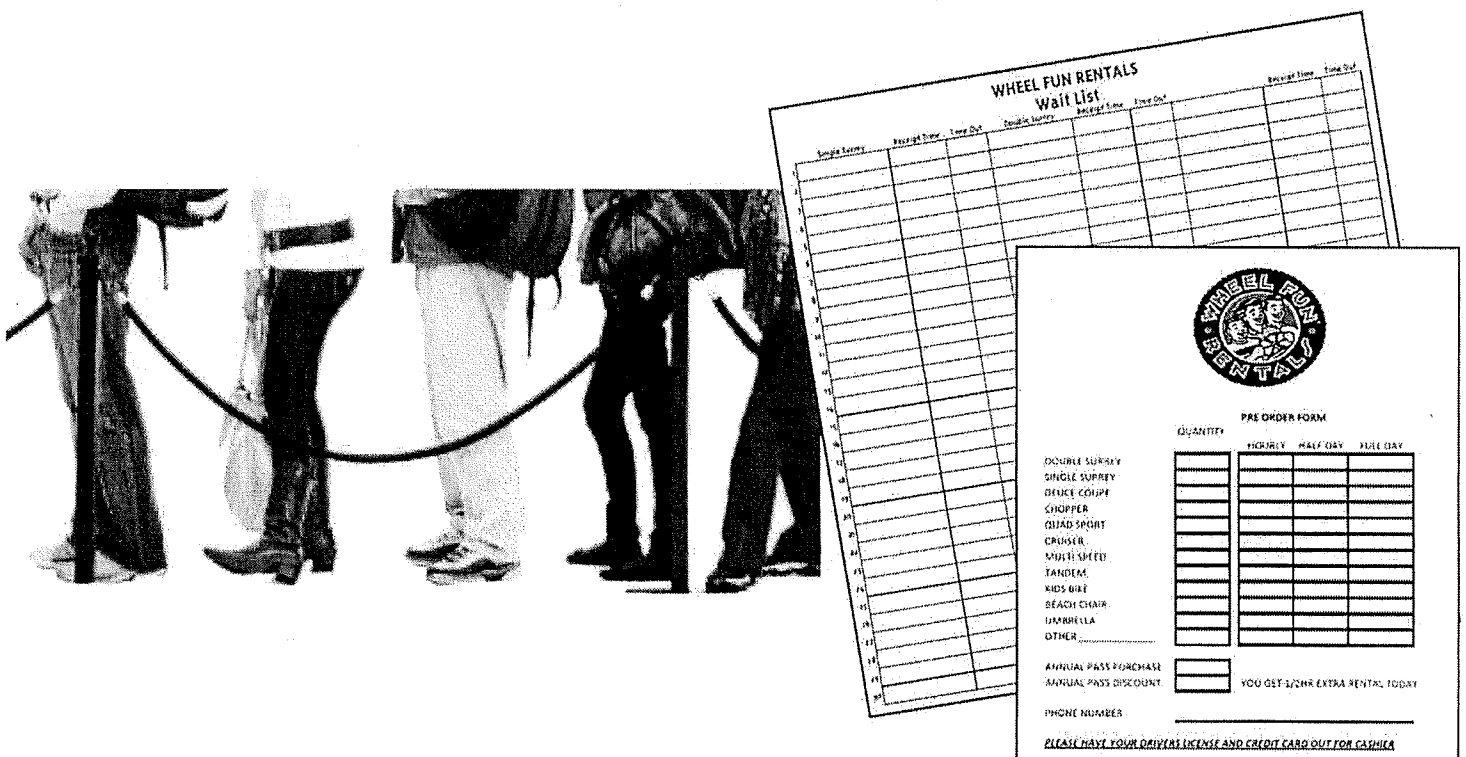 WHEEL FUN RENTALS
Wait List
Single Surrey Receipt Time Time Out Double Surrey Receipt Time Time Out Receipt Time Time Out
WHEEL FUN
RENTALS
PRE ORDER FORM
QUANTITY
HOURLY HALF DAY FULL DAY
DOUBLE SURREY
SINGLE SURREY
DEUCE COUPE
CHOPPER
QUAD SPORT
CRUISER
MULTI SPEED
TANDEM
KIDS BIKE
BEACH CHAIR
UMBRELLA
OTHER
ANNUAL PASS PURCHASE
ANNUAL PASS DISCOUNT YOU GET 1/2HR EXTRA RENTAL TODAY
PHONE NUMBER
PLEASE HAVE YOUR DRIVERS LICENSE AND CREDIT CARD OUT FOR CASHIER